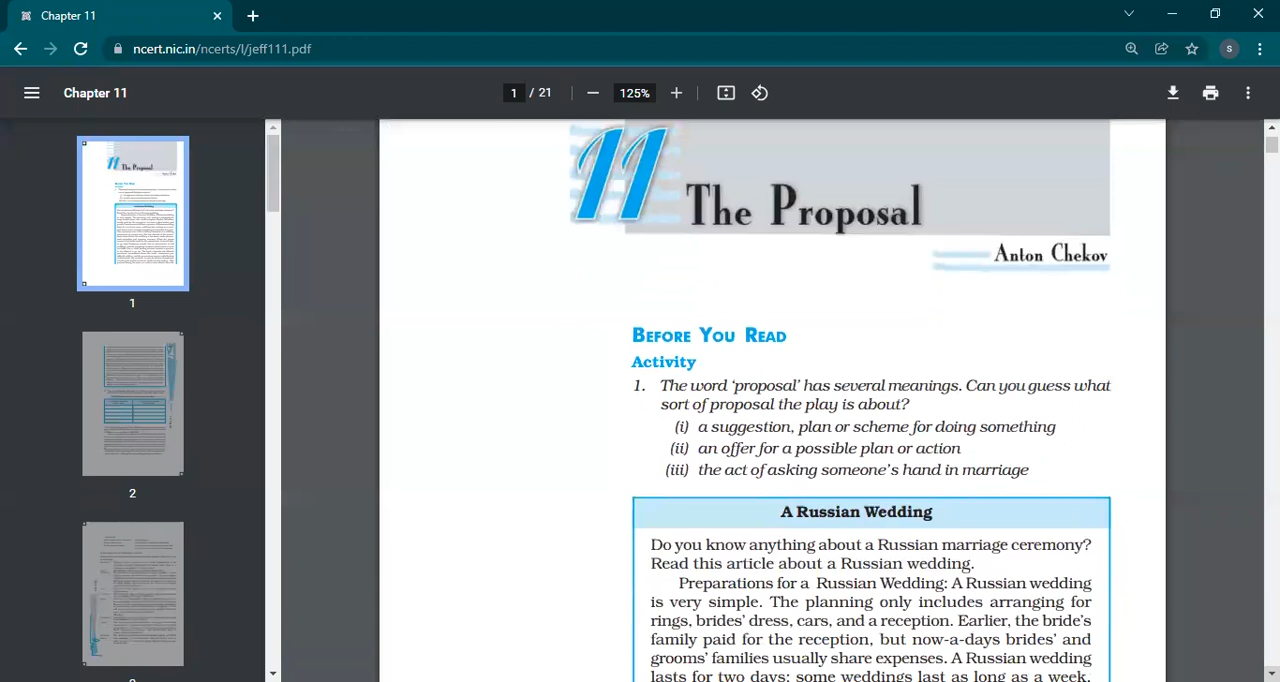 Chapter 11
ncert.nic.in/ncerts/l/jeff111.pdf
S
Chapter 11
1 / 21
125%
1
2
11
The Proposal
Anton Chekov
BEFORE YOU READ
Activity
1. The word 'proposal' has several meanings. Can you guess what
sort of proposal the play is about?
(i) a suggestion, plan or scheme for doing something
(ii) an offer for a possible plan or action
(iii) the act of asking someone's hand in marriage
A Russian Wedding
Do you know anything about a Russian marriage ceremony?
Read this article about a Russian wedding.
Preparations for a Russian Wedding: A Russian wedding
is very simple. The planning only includes arranging for
rings, brides' dress, cars, and a reception. Earlier, the bride's
family paid for the reception, but now-a-days brides' and
grooms' families usually share expenses. A Russian wedding
lasts for two days; some weddings last as long as a week.